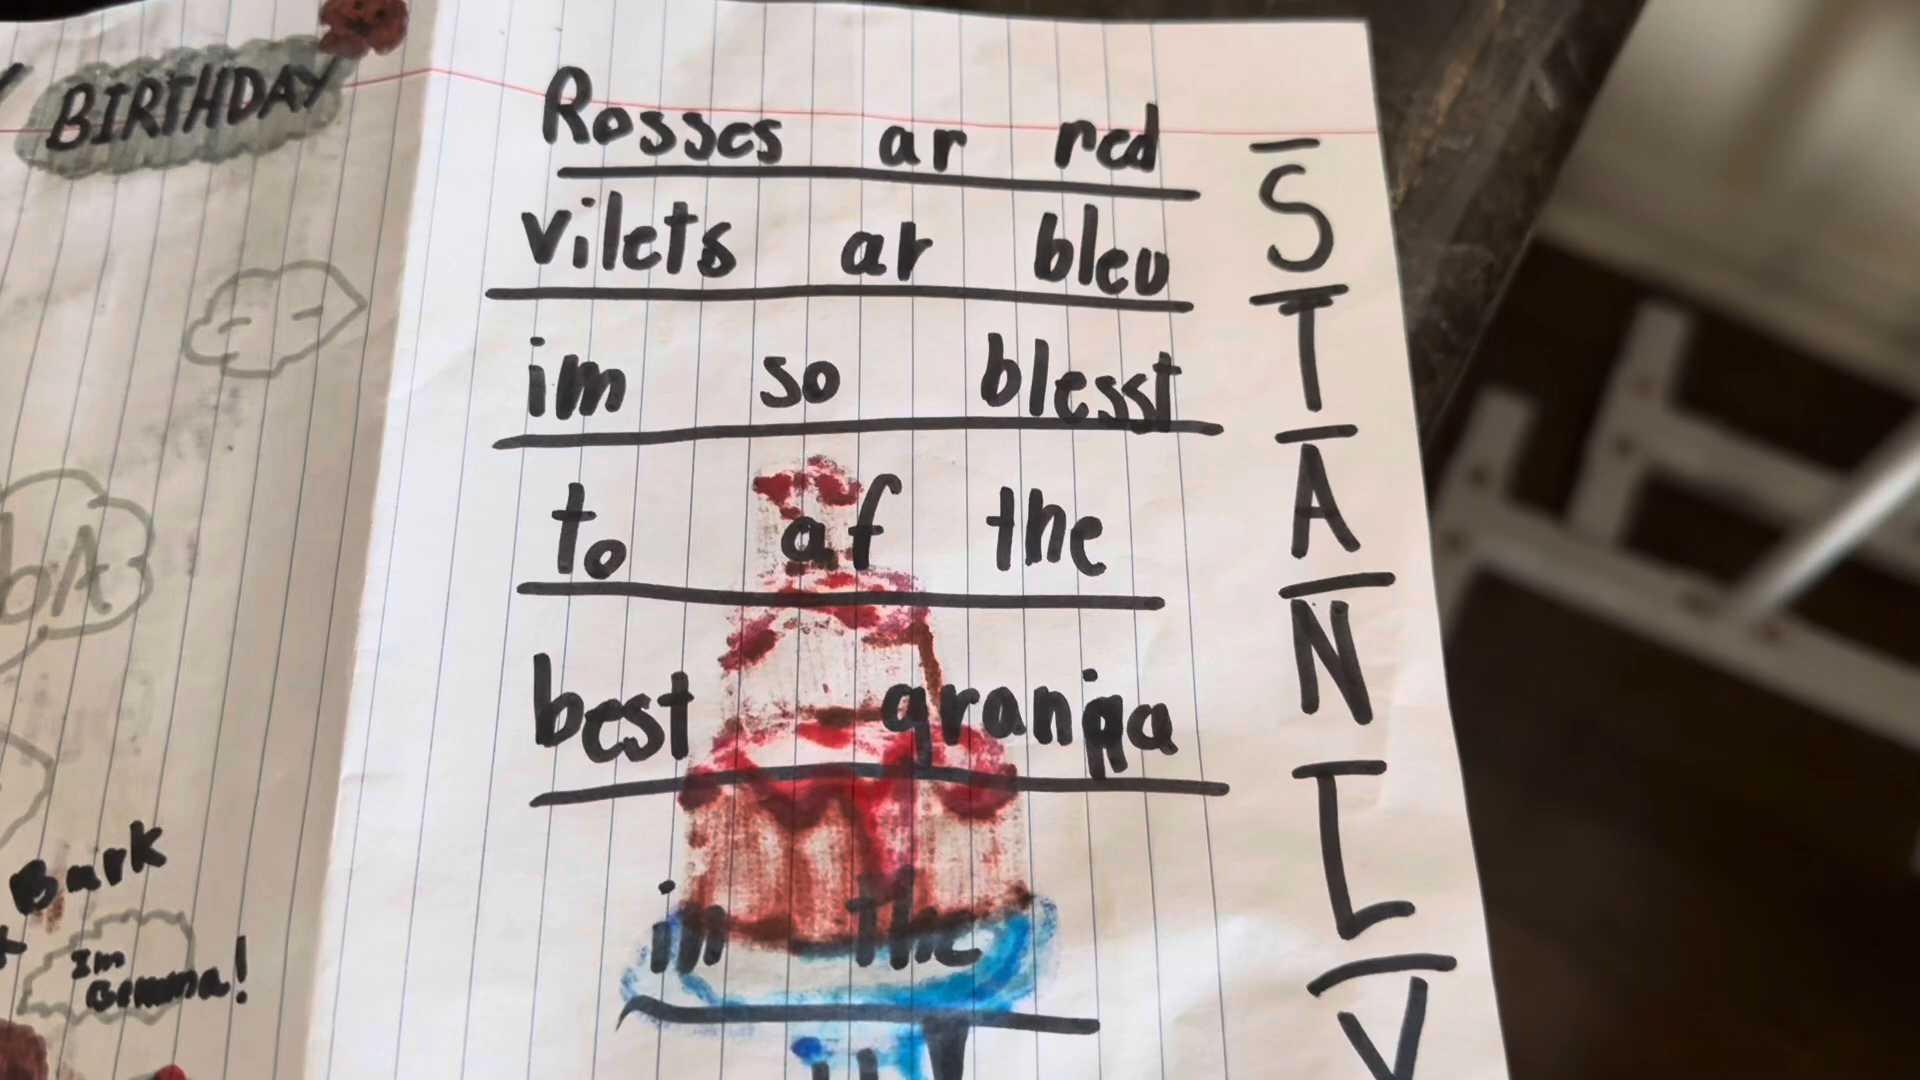 BIRTHDAY
Rosses ar red
vilets ar bleu
im so blesst
to af the
best granpa
in the
S
T
A
N
L
Y
Bark
Im
Gemma!